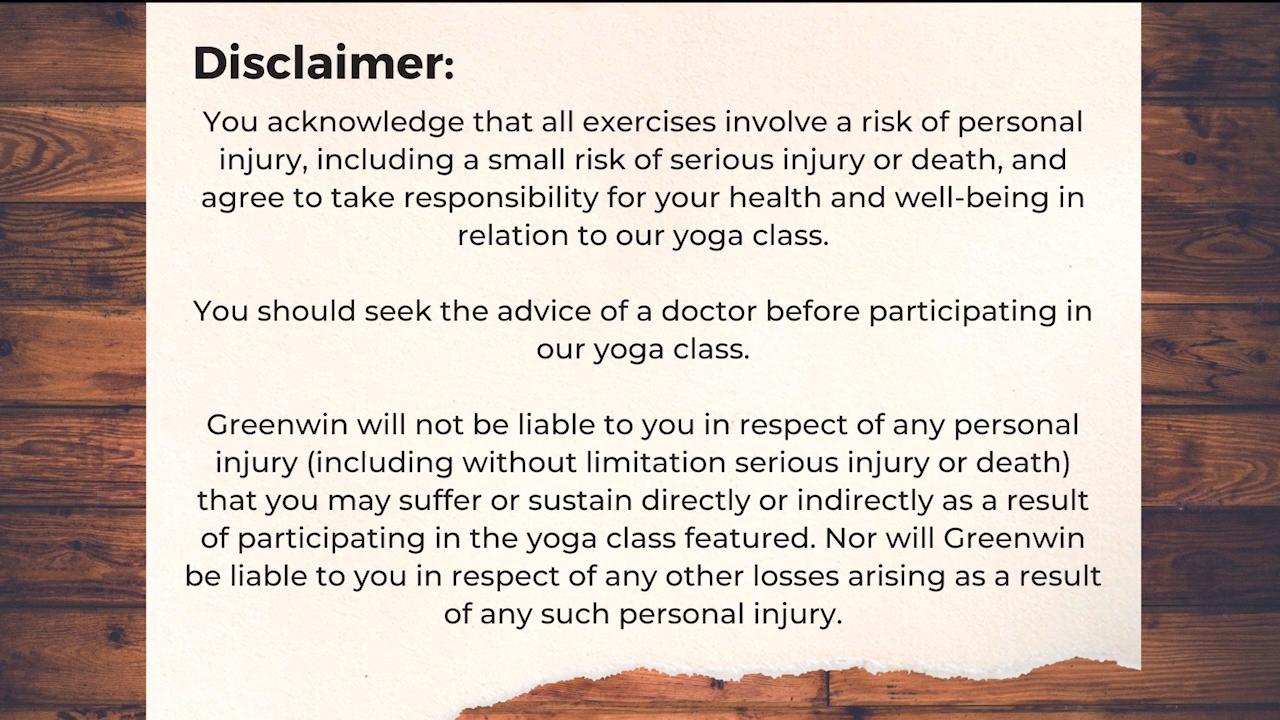 Disclaimer:
You acknowledge that all exercises involve a risk of personal
injury, including a small risk of serious injury or death, and
agree to take responsibility for your health and well-being in
relation to our yoga class.
You should seek the advice of a doctor before participating in
our yoga class.
Greenwin will not be liable to you in respect of any personal
injury (including without limitation serious injury or death)
that you may suffer or sustain directly or indirectly as a result
of participating in the yoga class featured. Nor will Greenwin
be liable to you in respect of any other losses arising as a result
of any such personal injury.